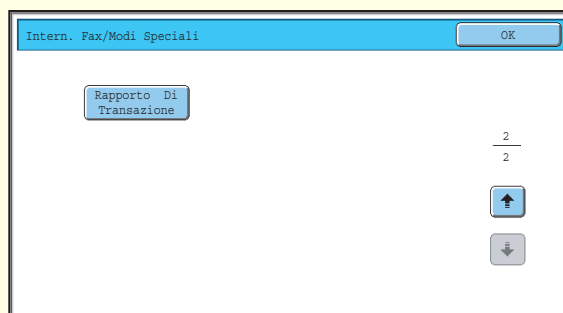 Intern. Fax/Modi Speciali
OK
Rapporto Di
Transazione
2
2